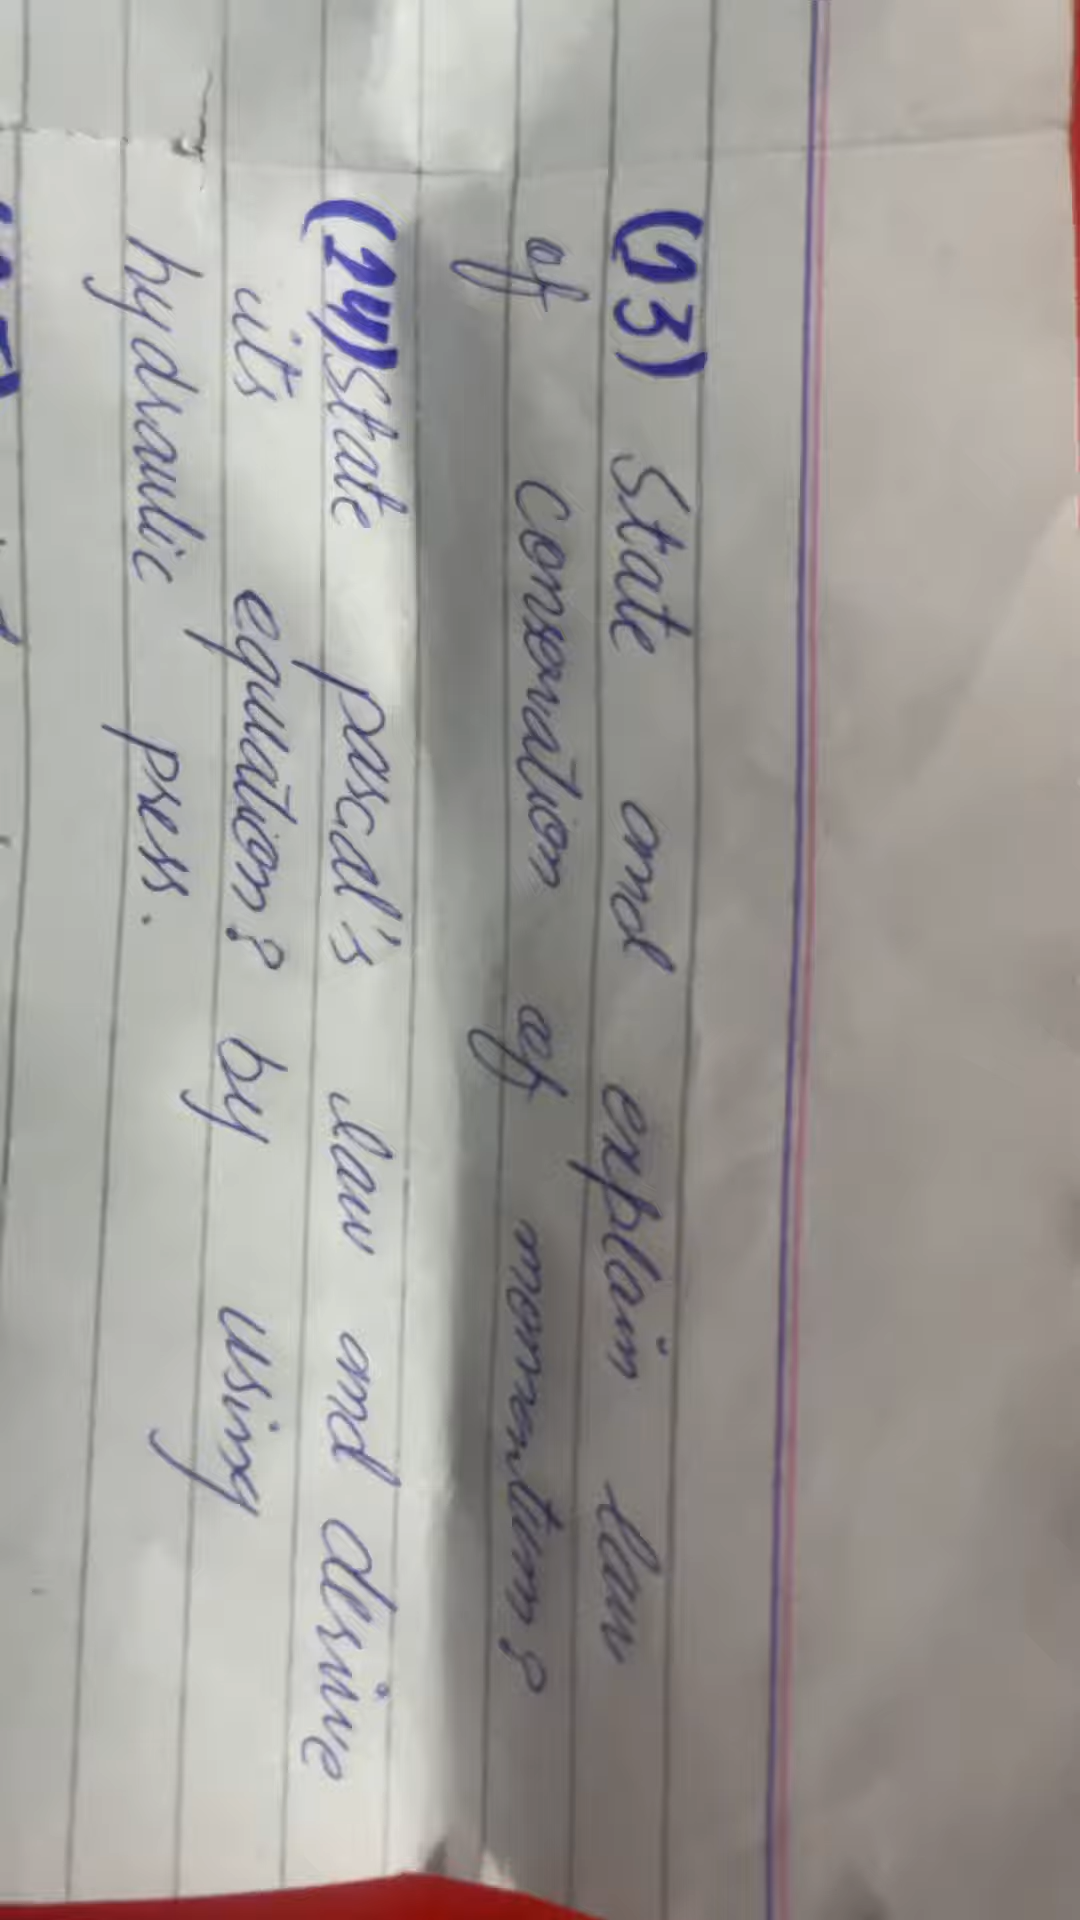 (13) State and explain law
of conservation of momentum?
(14) State pascal's law and derive
its equation? by using
hydraulic press.